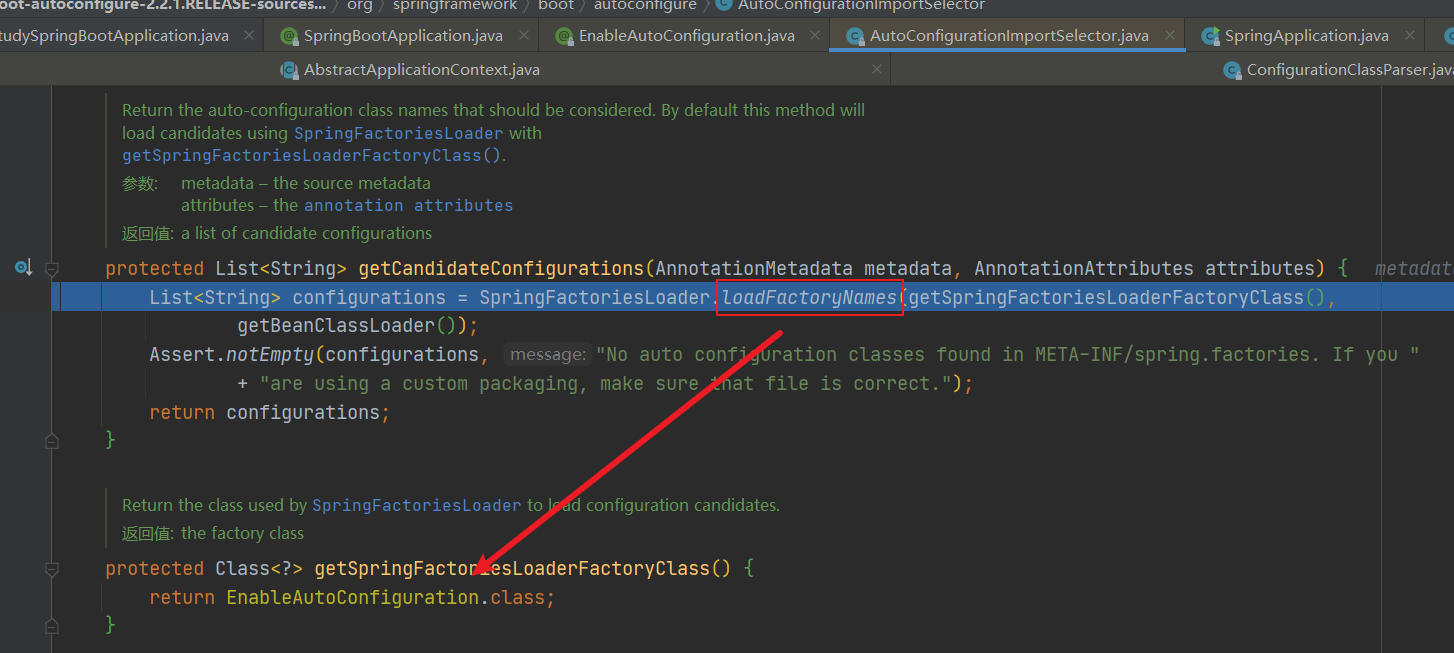 oot-autoconfigure-2.2.1.RELEASE-sources... org springframework boot autoconfigure AutoConfigurationImportSelector
tudySpringBootApplication.java SpringBootApplication.java EnableAutoConfiguration.java AutoConfigurationImportSelector.java SpringApplication.java
AbstractApplicationContext.java ConfigurationClassParser.java
Return the auto-configuration class names that should be considered. By default this method will
load candidates using SpringFactoriesLoader with
getSpringFactoriesLoaderFactoryClass().
参数: metadata – the source metadata
attributes – the annotation attributes
返回值: a list of candidate configurations
protected List<String> getCandidateConfigurations(AnnotationMetadata metadata, AnnotationAttributes attributes) { metadat
List<String> configurations = SpringFactoriesLoader.loadFactoryNames(getSpringFactoriesLoaderFactoryClass(),
getBeanClassLoader());
Assert.notEmpty(configurations, message: "No auto configuration classes found in META-INF/spring.factories. If you "
+ "are using a custom packaging, make sure that file is correct.");
return configurations;
}
Return the class used by SpringFactoriesLoader to load configuration candidates.
返回值: the factory class
protected Class<?> getSpringFactoriesLoaderFactoryClass() {
return EnableAutoConfiguration.class;
}